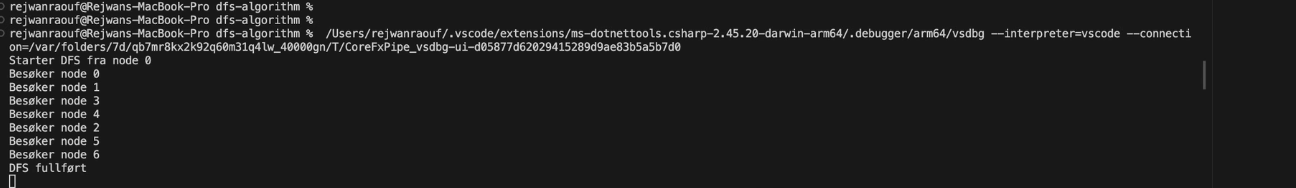 rejwanraouf@Rejwans-MacBook-Pro dfs-algorithm %
rejwanraouf@Rejwans-MacBook-Pro dfs-algorithm %
rejwanraouf@Rejwans-MacBook-Pro dfs-algorithm %  /Users/rejwanraouf/.vscode/extensions/ms-dotnettools.csharp-2.45.20-darwin-arm64/.debugger/arm64/vsdbg --interpreter=vscode --connecti
on=/var/folders/7d/qb7mr8kx2k92q60m31q4lw_40000gn/T/CoreFxPipe_vsdbg-ui-d05877d62029415289d9ae83b5a5b7d0
Starter DFS fra node 0
Besøker node 0
Besøker node 1
Besøker node 3
Besøker node 4
Besøker node 2
Besøker node 5
Besøker node 6
DFS fullført